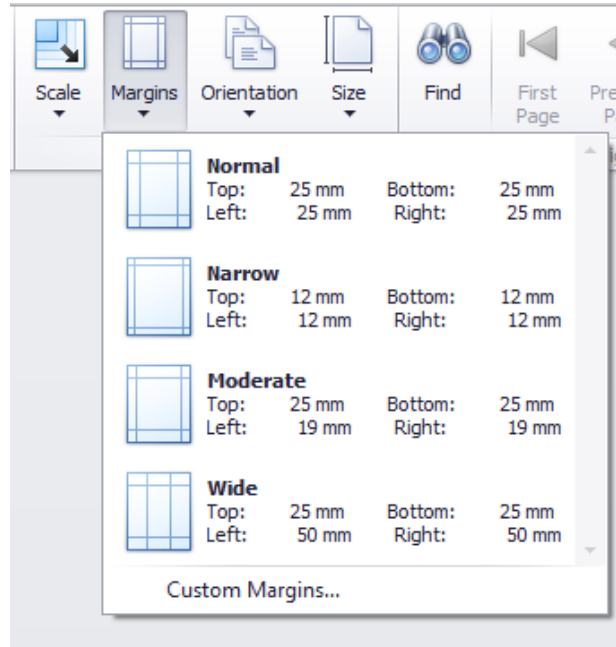 Scale Margins Orientation Size Find First
Page
Normal
Top: 25 mm Bottom: 25 mm
Left: 25 mm Right: 25 mm
Narrow
Top: 12 mm Bottom: 12 mm
Left: 12 mm Right: 12 mm
Moderate
Top: 25 mm Bottom: 25 mm
Left: 19 mm Right: 19 mm
Wide
Top: 25 mm Bottom: 25 mm
Left: 50 mm Right: 50 mm
Custom Margins...